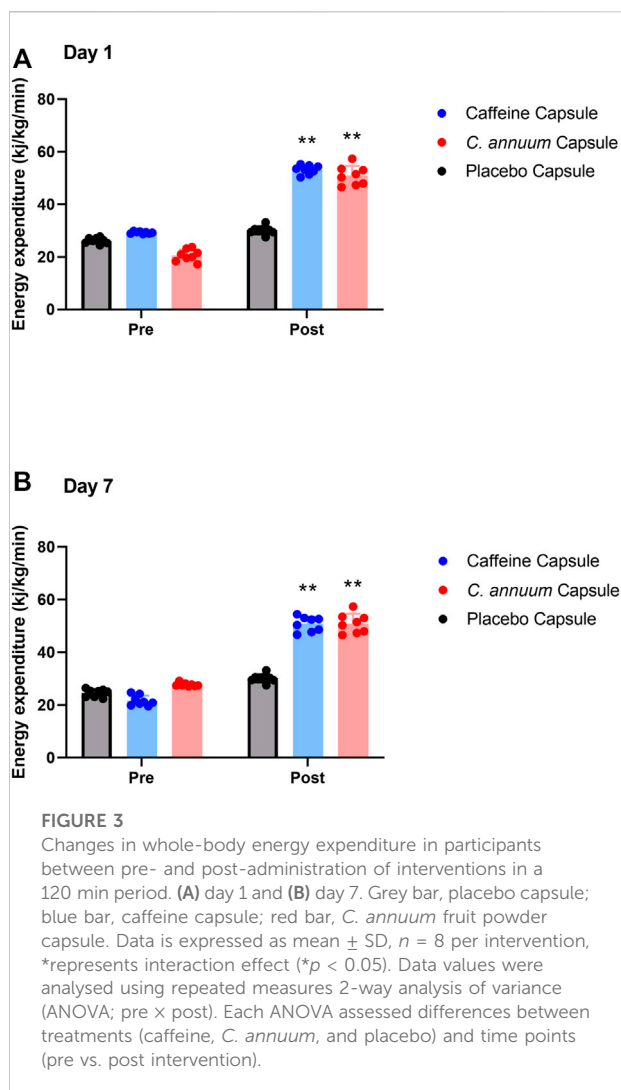 A Day 1
Energy expenditure (kj/kg/min)
80
60
40
20
0
** **
Pre Post
Caffeine Capsule
C. annuum Capsule
Placebo Capsule
B Day 7
Energy expenditure (kj/kg/min)
80
60
40
20
0
** **
Pre Post
Caffeine Capsule
C. annuum Capsule
Placebo Capsule
FIGURE 3
Changes in whole-body energy expenditure in participants
between pre- and post-administration of interventions in a
120 min period. (A) day 1 and (B) day 7. Grey bar, placebo capsule;
blue bar, caffeine capsule; red bar, C. annuum fruit powder
capsule. Data is expressed as mean ± SD, n = 8 per intervention,
*represents interaction effect (*p < 0.05). Data values were
analysed using repeated measures 2-way analysis of variance
(ANOVA; pre × post). Each ANOVA assessed differences between
treatments (caffeine, C. annuum, and placebo) and time points
(pre vs. post intervention).